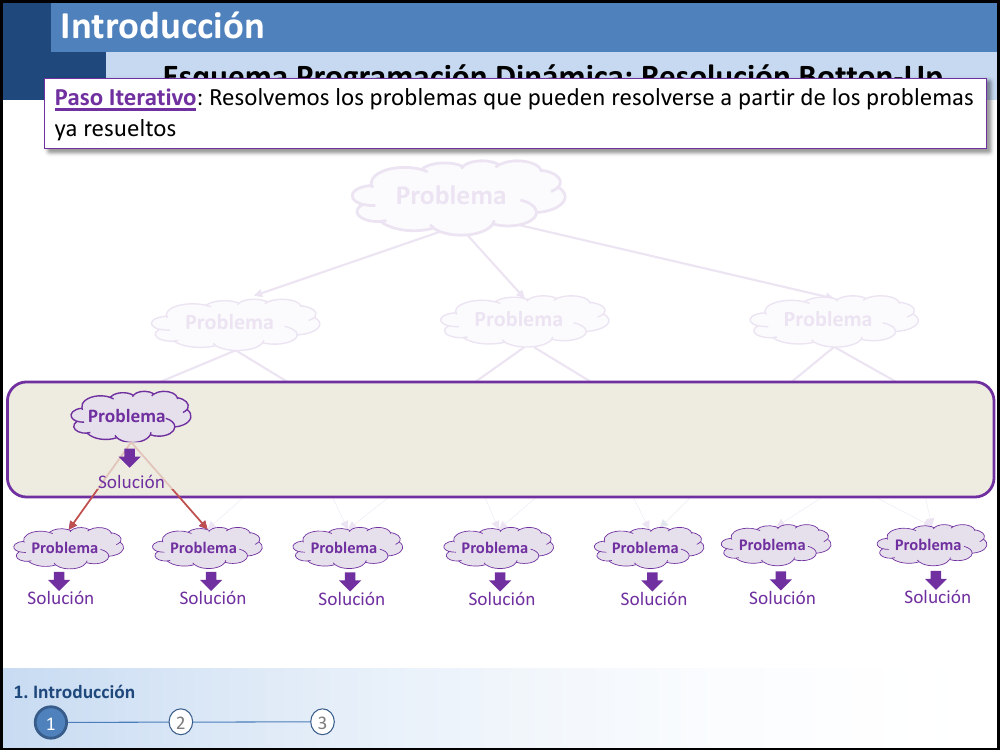 Introducción
Esquema Programación Dinámica: Resolución Botton-Up
Paso Iterativo: Resolvemos los problemas que pueden resolverse a partir de los problemas
ya resueltos
Problema
Problema
Problema
Problema
Problema
Solución
Problema
Problema
Problema
Problema
Problema
Problema
Problema
Solución
Solución
Solución
Solución
Solución
Solución
Solución
1. Introducción
1
2
3